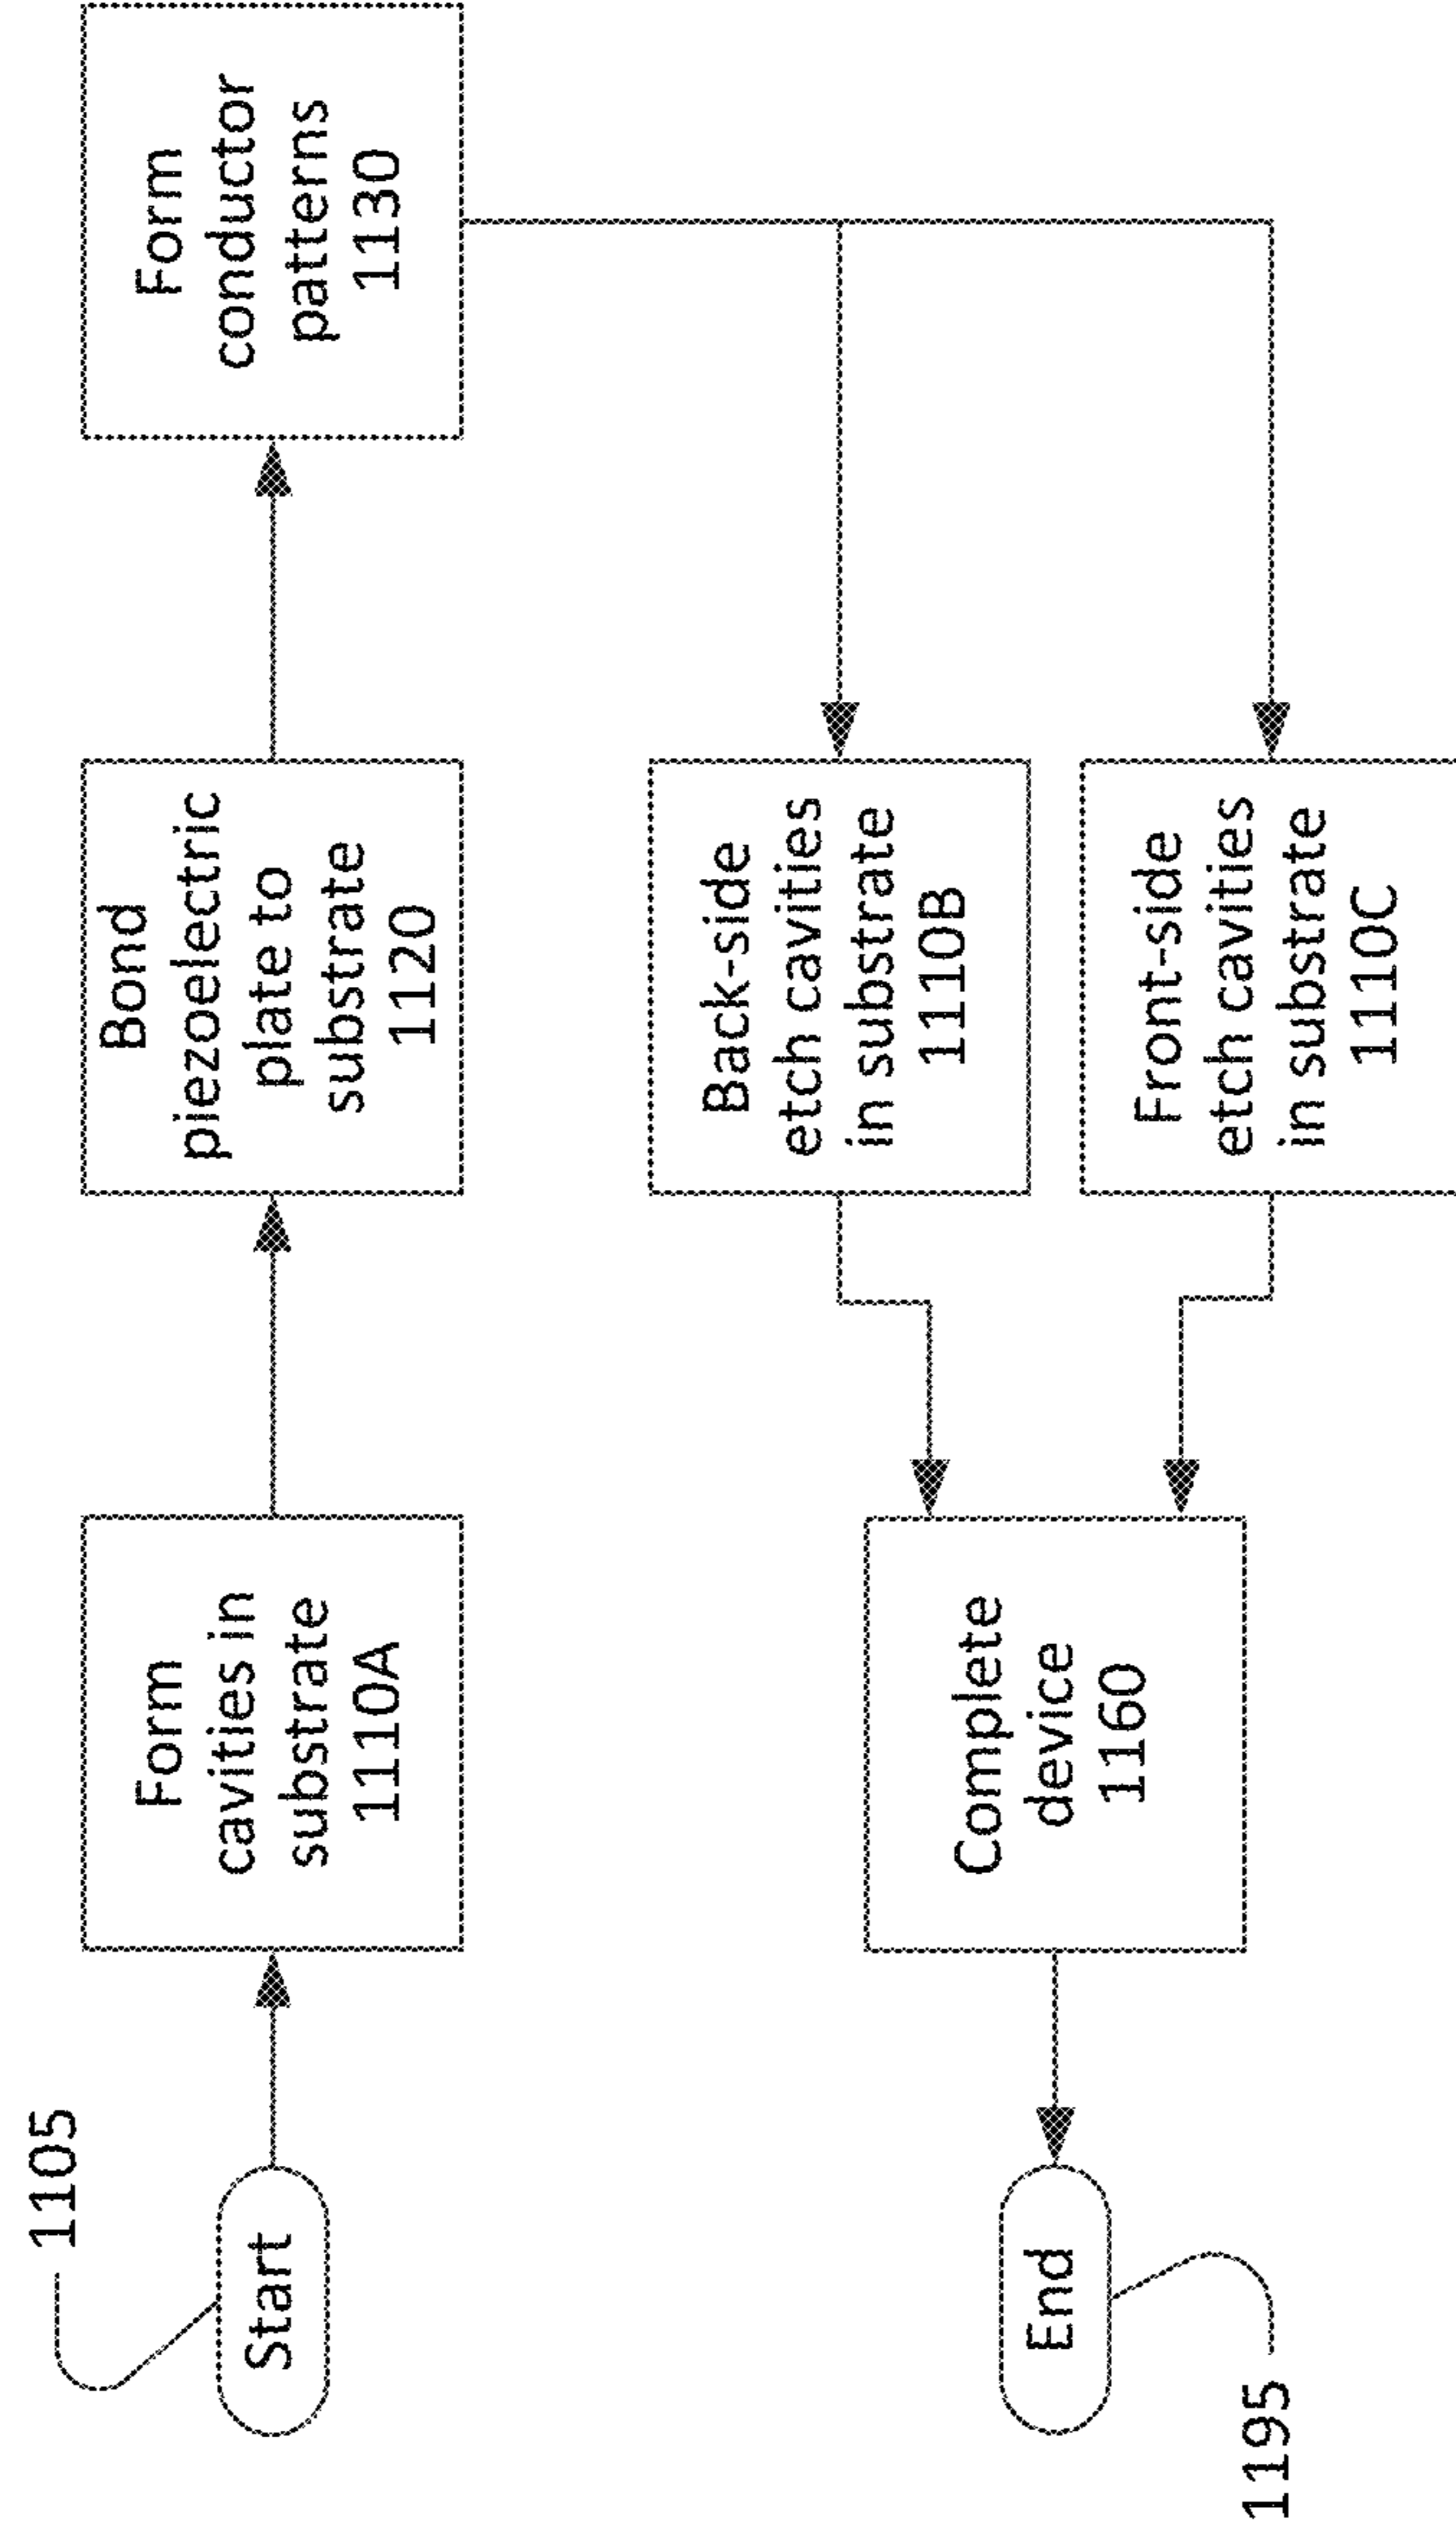 1105
Start
Form
cavities in
substrate
1110A
Bond
piezoelectric
plate to
substrate
1120
Form
conductor
patterns
1130
Back-side
etch cavities
in substrate
1110B
Front-side
etch cavities
in substrate
1110C
Complete
device
1160
End
1195